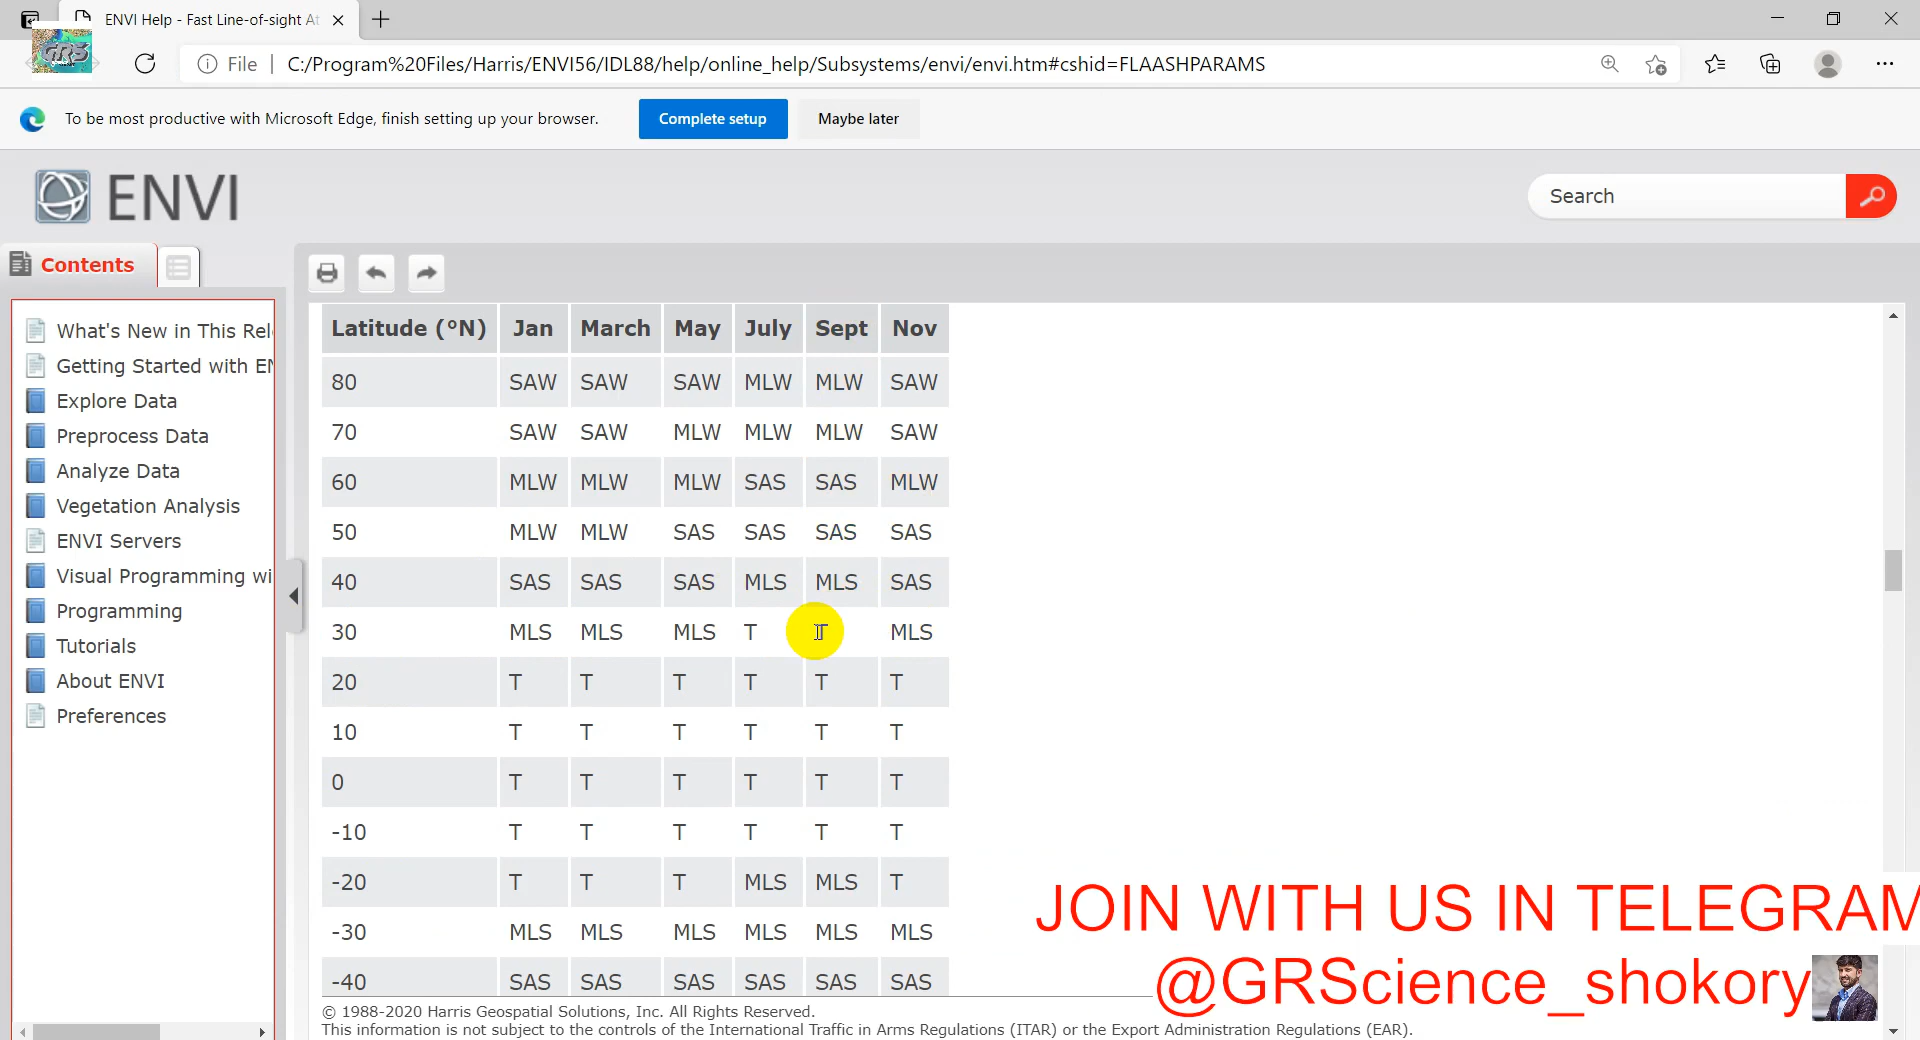 ENVI Help - Fast Line-of-sight At
GRS
File
C:/Program%20Files/Harris/ENVI56/IDL88/help/online_help/Subsystems/envi/envi.htm#cshid=FLAASHPARAMS
To be most productive with Microsoft Edge, finish setting up your browser. Complete setup Maybe later
ENVI
Search
Contents
What's New in This Rel
Getting Started with EN
Explore Data
Preprocess Data
Analyze Data
Vegetation Analysis
ENVI Servers
Visual Programming wi
Programming
Tutorials
About ENVI
Preferences
Latitude (°N) Jan March May July Sept Nov
80 SAW SAW SAW MLW MLW SAW
70 SAW SAW MLW MLW MLW SAW
60 MLW MLW MLW SAS SAS MLW
50 MLW MLW SAS SAS SAS SAS
40 SAS SAS SAS MLS MLS SAS
30 MLS MLS MLS T T MLS
20 T T T T T T
10 T T T T T T
0 T T T T T T
-10 T T T T T T
-20 T T T MLS MLS T
-30 MLS MLS MLS MLS MLS MLS
-40 SAS SAS SAS SAS SAS SAS
© 1988-2020 Harris Geospatial Solutions, Inc. All Rights Reserved.
This information is not subject to the controls of the International Traffic in Arms Regulations (ITAR) or the Export Administration Regulations (EAR).
JOIN WITH US IN TELEGRAM
@GRScience_shokory